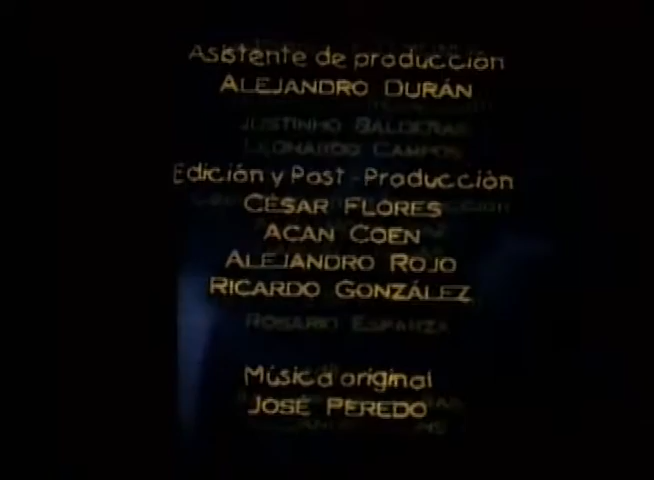 Asistente de producción
ALEJANDRO DURÁN
JUSTINHO BALDERAS
LEONARDO CAMPOS
Edición y Post-Producción
CÉSAR FLORES
ACAN COEN
ALEJANDRO ROJO
RICARDO GONZÁLEZ
ROSARIO ESPARZA
Música original
JOSÉ PEREDO